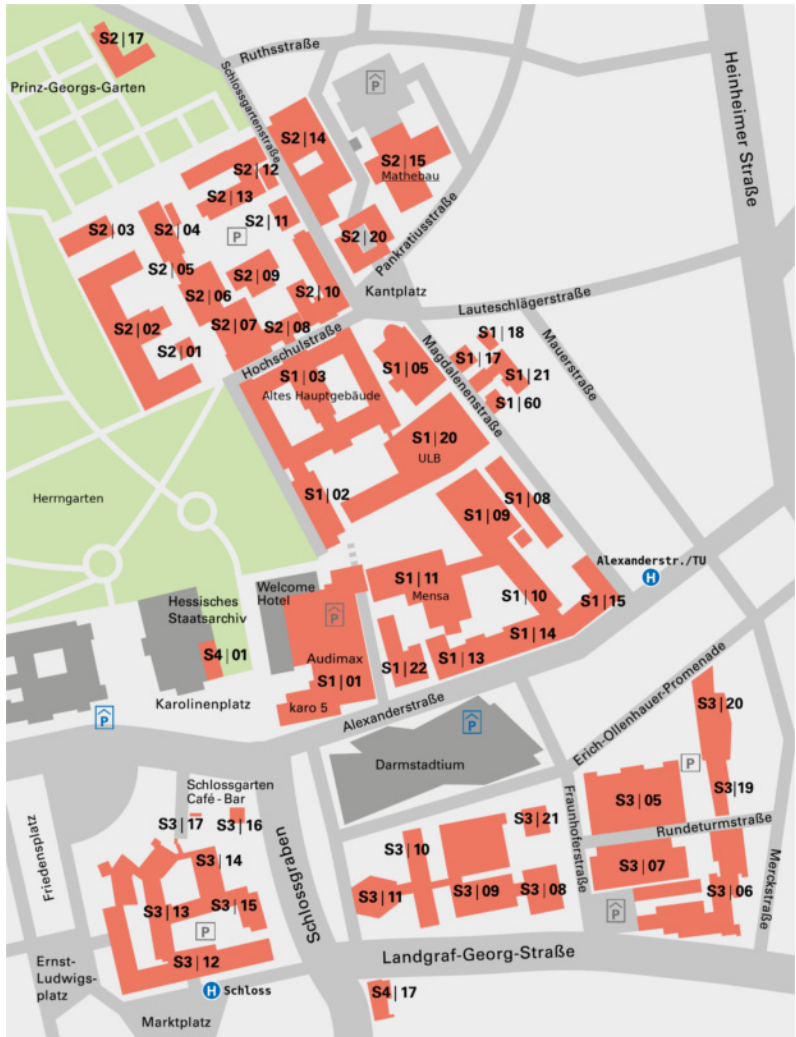 S2|17
Prinz-Georgs-Garten
Ruthsstraße
Schlossgartenstraße
Heinheimer Straße
P
S2|14
S2|15
Mathebau
S2|12
S2|13
S2|11
P
S2|03
S2|04
S2|05
S2|20
Pankratiusstraße
S2|09
S2|06
S2|10
Kantplatz
S2|02
S2|07
S2|08
S2|01
Hochschulstraße
Lauteschlägerstraße
S1|18
S1|17
S1|21
S1|60
Mauerstraße
Magdalenenstraße
S1|03
Altes Hauptgebäude
S1|05
S1|20
ULB
Herrngarten
S1|02
S1|08
S1|09
Alexanderstr./TU
H
Welcome
Hotel
Hessisches
Staatsarchiv
S4|01
P
S1|11
Mensa
S1|10
S1|15
S1|14
S1|13
S1|22
Audimax
S1|01
karo 5
Karolinenplatz
Alexanderstraße
P
P
Darmstadtium
Erich-Ollenhauer-Promenade
S3|20
P
S3|19
S3|05
Rundeturmstraße
Fraunhoferstraße
Merckstraße
S3|07
S3|06
P
Friedensplatz
Schlossgarten
Café-Bar
S3|17
S3|16
S3|14
S3|15
S3|13
P
S3|12
Schlossgraben
S3|10
S3|21
S3|11
S3|09
S3|08
Landgraf-Georg-Straße
Ernst-
Ludwigs-
platz
H
Schloss
Marktplatz
S4|17